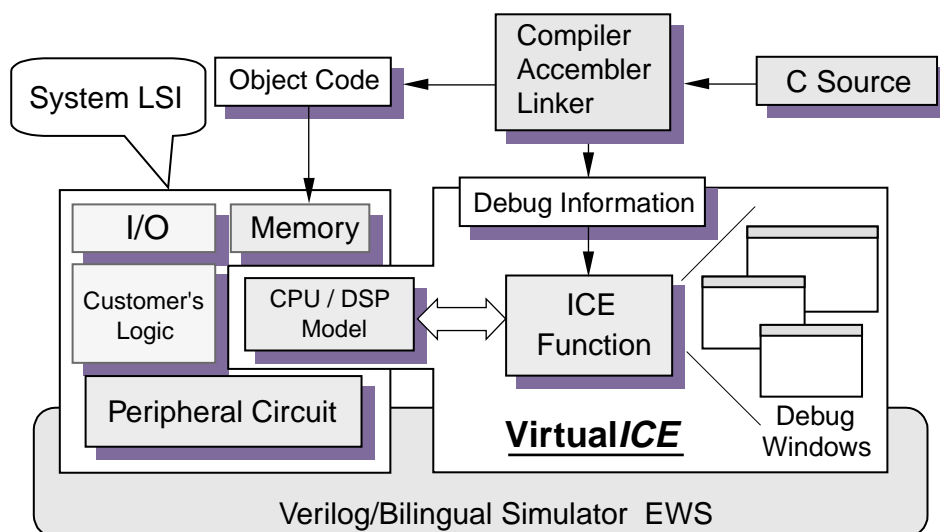 Compiler
Accembler
Linker
Object Code
C Source
System LSI
Debug Information
I/O
Memory
Customer's
Logic
CPU / DSP
Model
ICE
Function
Peripheral Circuit
VirtualICE
Debug
Windows
Verilog/Bilingual Simulator EWS